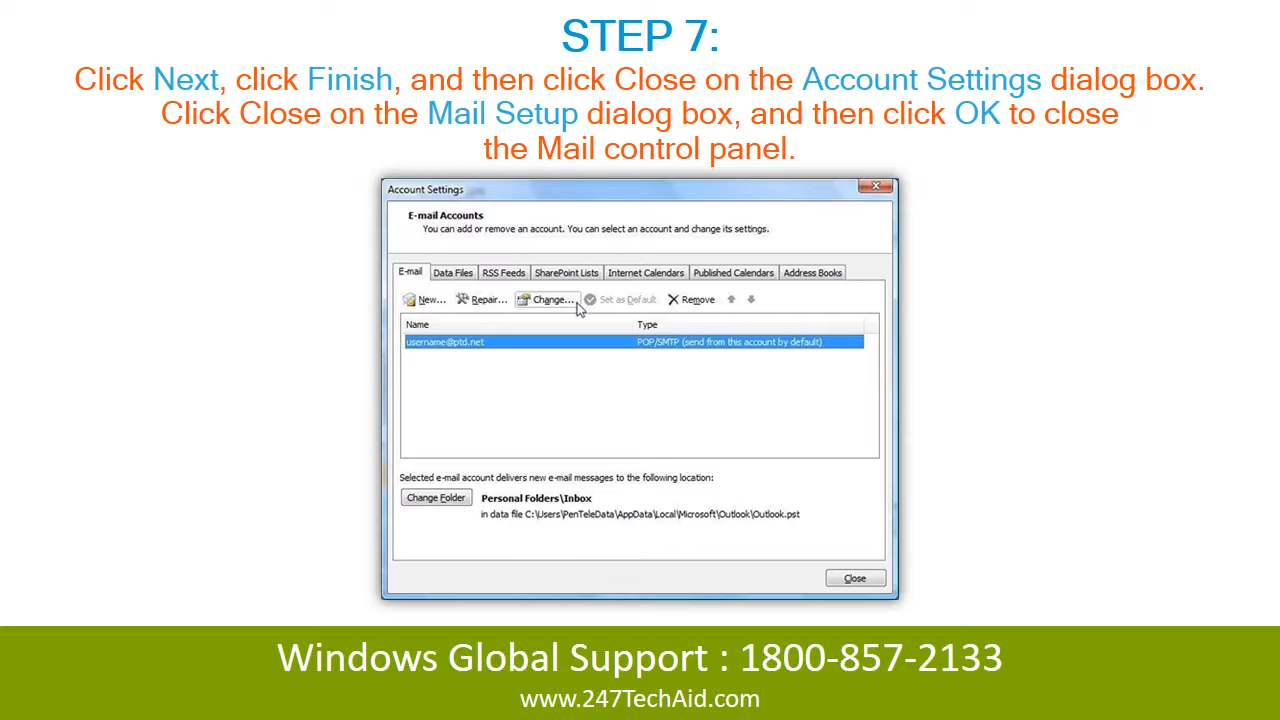 STEP 7:
Click Next, click Finish, and then click Close on the Account Settings dialog box.
Click Close on the Mail Setup dialog box, and then click OK to close
the Mail control panel.
Account Settings
E-mail Accounts
You can add or remove an account. You can select an account and change its settings.
E-mail Data Files RSS Feeds SharePoint Lists Internet Calendars Published Calendars Address Books
New... Repair... Change... Set as Default Remove
Name Type
username@ptd.net POP/SMTP (send from this account by default)
Selected e-mail account delivers new e-mail messages to the following location:
Change Folder Personal Folders\Inbox
in data file C:\Users\PenTeleData\AppData\Local\Microsoft\Outlook\Outlook.pst
Close
Windows Global Support : 1800-857-2133
www.247TechAid.com